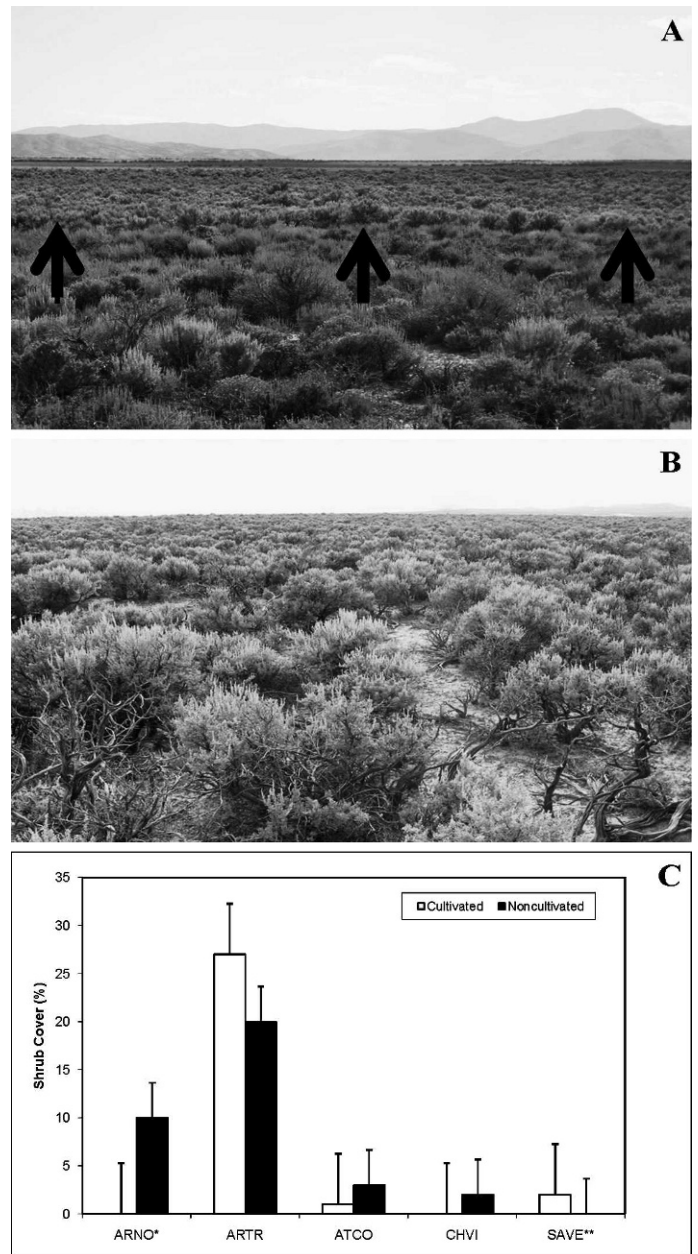 A
B
C
35
30
25
20
15
10
5
0
Shrub Cover (%)
Cultivated Noncultivated
ARNO* ARTR ATCO CHVI SAVE**